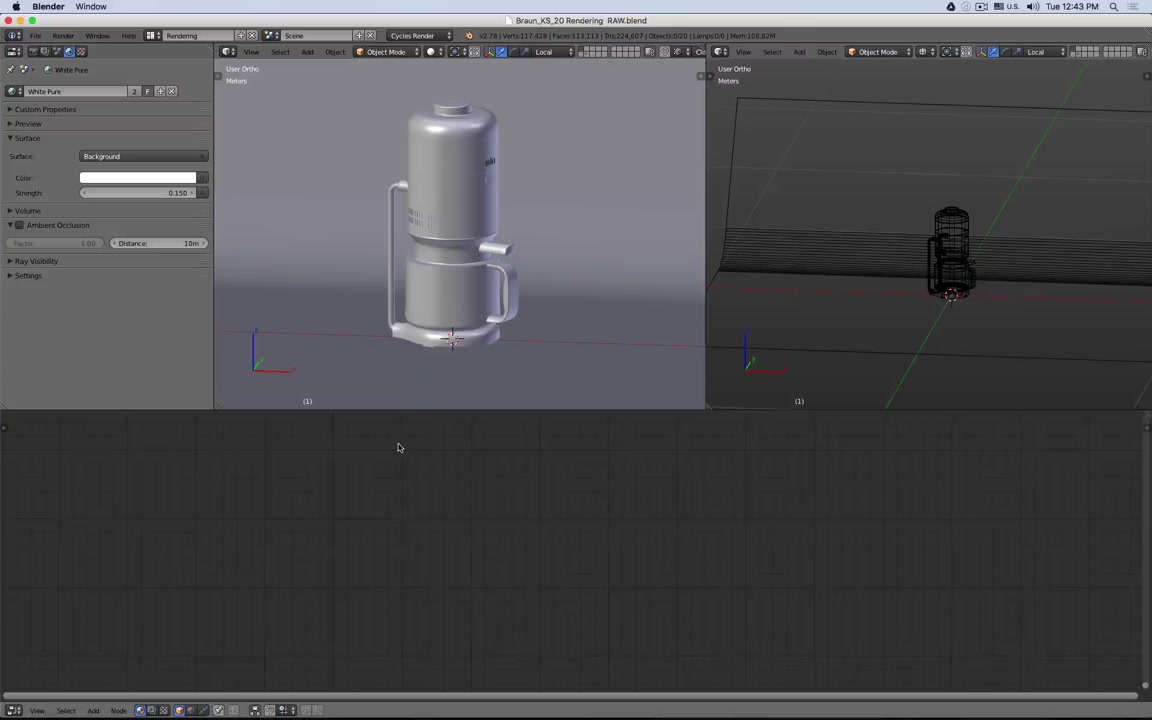 Blender Window U.S. Tue 12:43 PM
Braun_KS_20 Rendering RAW.blend
File Render Window Help Rendering Scene Cycles Render v2.76 | Verts:117,428 | Faces:113,113 | Tris:224,607 | Objects:0/20 | Lamps:0/0 | Mem:108.82M
View Select Add Object Object Mode Local Clo
View Select Add Object Object Mode Local
White Pure
White Pure 2 F
Custom Properties
Preview
Surface
Surface: Background
Color:
Strength: 0.150
Volume
Ambient Occlusion
Factor: 1.00 Distance: 10m
Ray Visibility
Settings
User Ortho
Meters
z
y
x
(1)
User Ortho
Meters
(1)
View Select Add Node